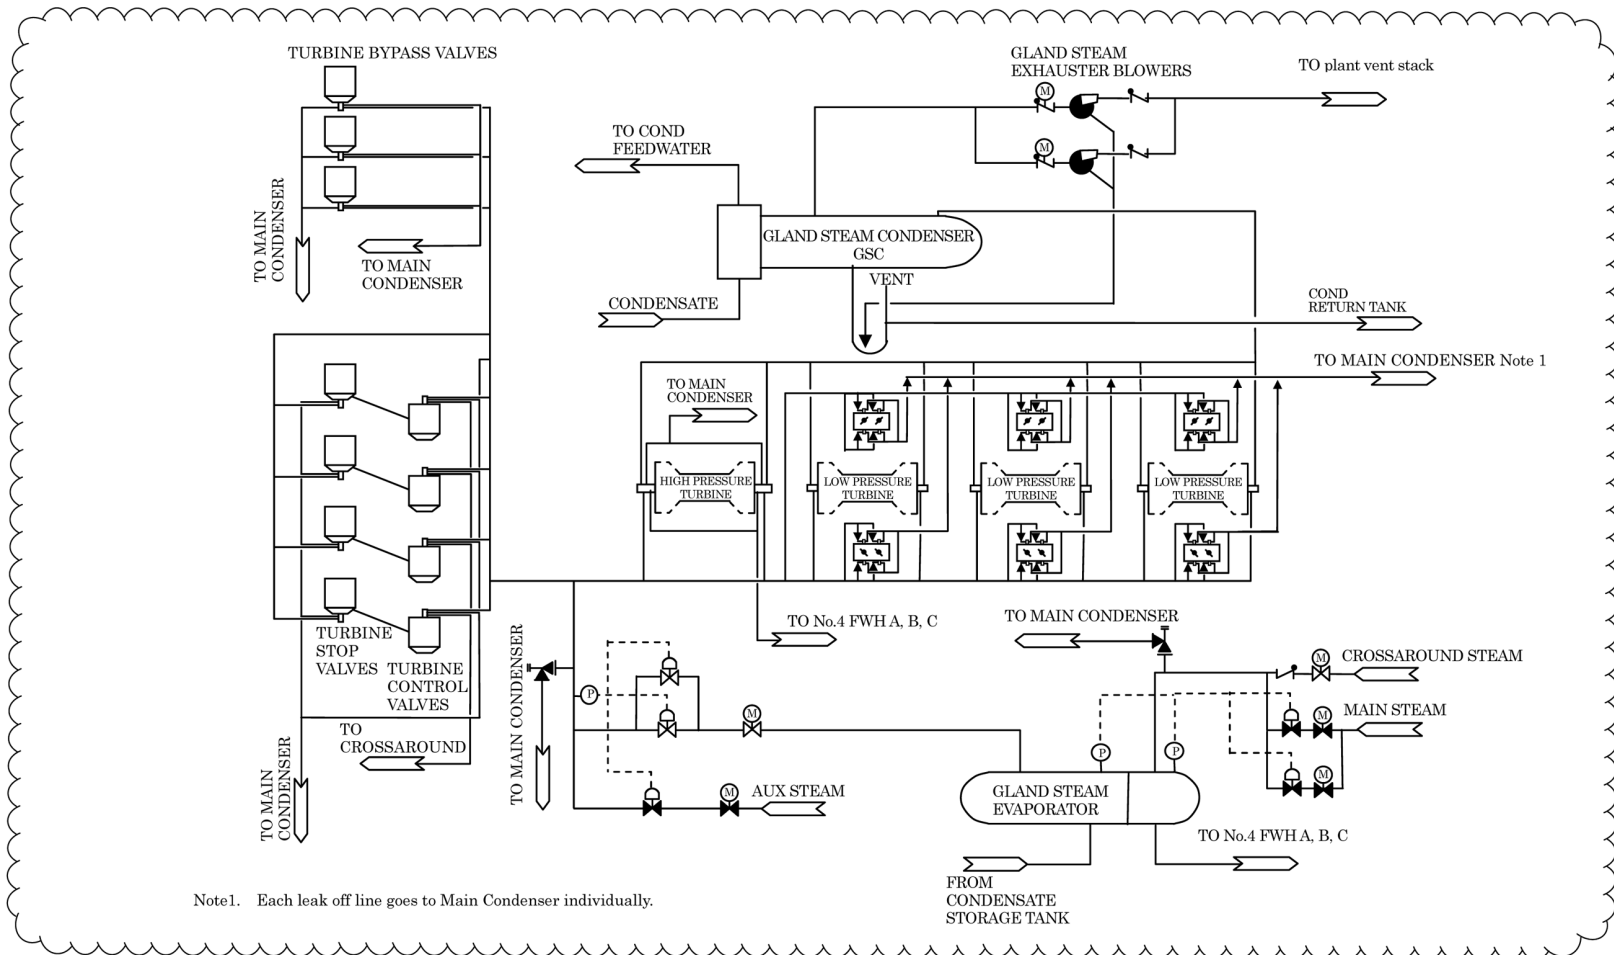 TURBINE BYPASS VALVES
GLAND STEAM
EXHAUSTER BLOWERS
TO plant vent stack
M
M
TO COND
FEEDWATER
TO MAIN
CONDENSER
TO MAIN
CONDENSER
GLAND STEAM CONDENSER
GSC
VENT
CONDENSATE
COND
RETURN TANK
TO MAIN CONDENSER Note 1
TO MAIN
CONDENSER
HIGH PRESSURE
TURBINE
LOW PRESSURE
TURBINE
LOW PRESSURE
TURBINE
LOW PRESSURE
TURBINE
TURBINE
STOP
VALVES
TURBINE
CONTROL
VALVES
TO
CROSSAROUND
TO MAIN
CONDENSER
TO MAIN CONDENSER
TO No.4 FWH A, B, C
P
M
M
AUX STEAM
TO MAIN CONDENSER
M
CROSSAROUND STEAM
M
MAIN STEAM
M
P
P
GLAND STEAM
EVAPORATOR
TO No.4 FWH A, B, C
FROM
CONDENSATE
STORAGE TANK
Note1. Each leak off line goes to Main Condenser individually.